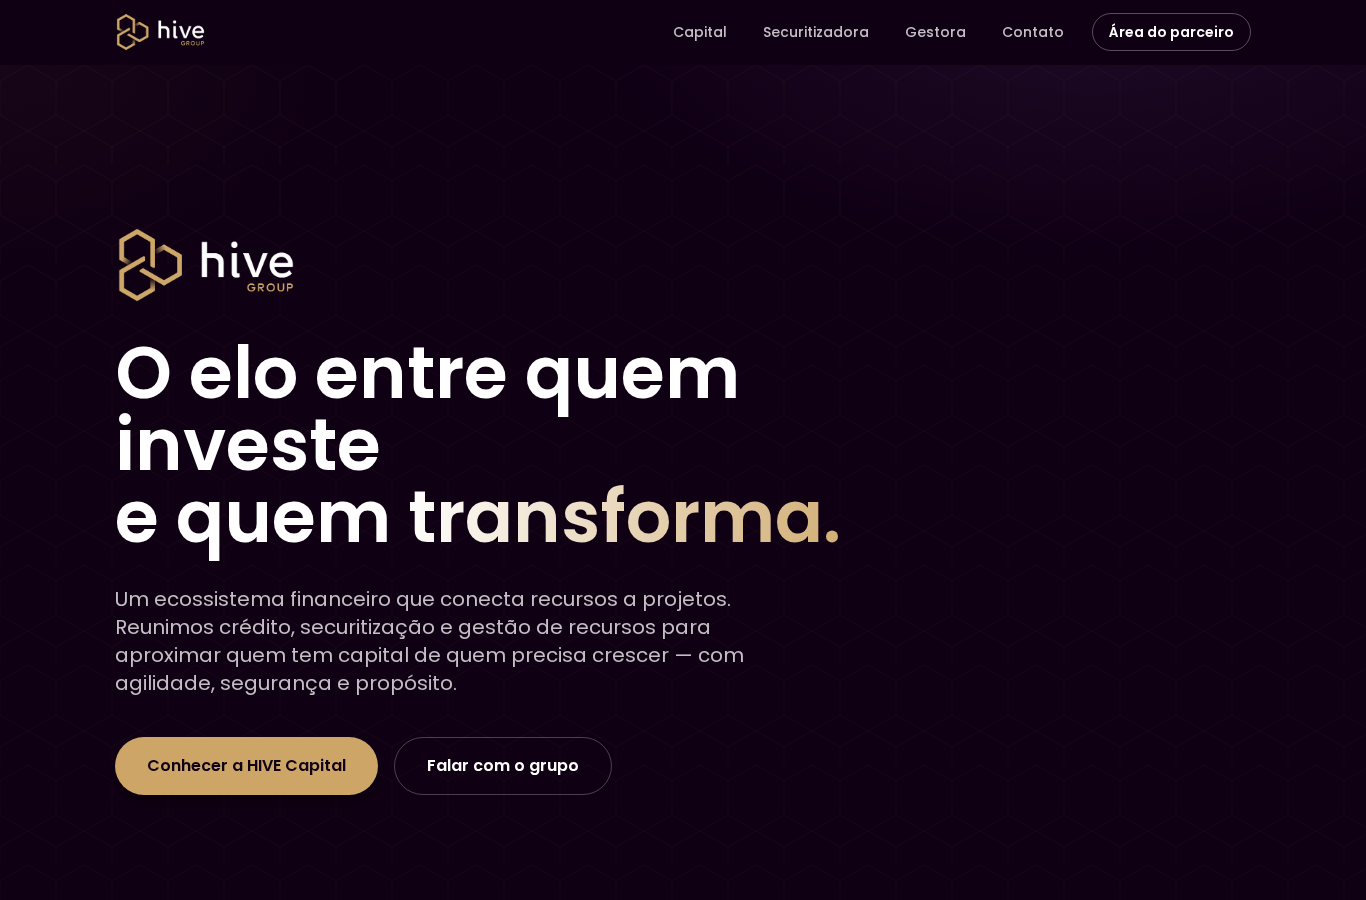 hive
GROUP
Capital
Securitizadora
Gestora
Contato
Área do parceiro
hive
GROUP
O elo entre quem
investe
e quem transforma.
Um ecossistema financeiro que conecta recursos a projetos.
Reunimos crédito, securitização e gestão de recursos para
aproximar quem tem capital de quem precisa crescer — com
agilidade, segurança e propósito.
Conhecer a HIVE Capital
Falar com o grupo